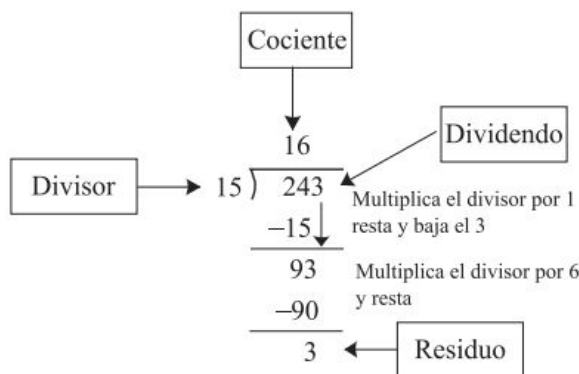 Cociente
16
Dividendo
Divisor
15 ) 243
Multiplica el divisor por 1
resta y baja el 3
−15
93
Multiplica el divisor por 6
y resta
−90
3
Residuo